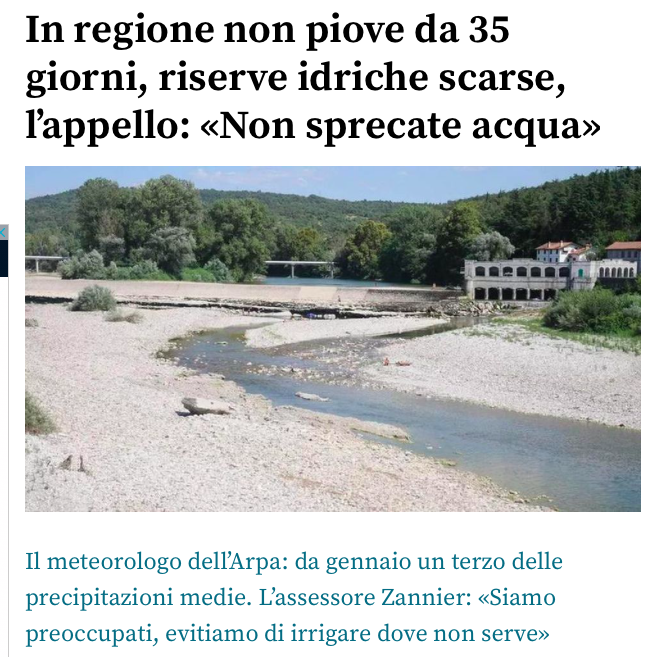 In regione non piove da 35
giorni, riserve idriche scarse,
l’appello: «Non sprecate acqua»
Il meteorologo dell’Arpa: da gennaio un terzo delle
precipitazioni medie. L’assessore Zannier: «Siamo
preoccupati, evitiamo di irrigare dove non serve»